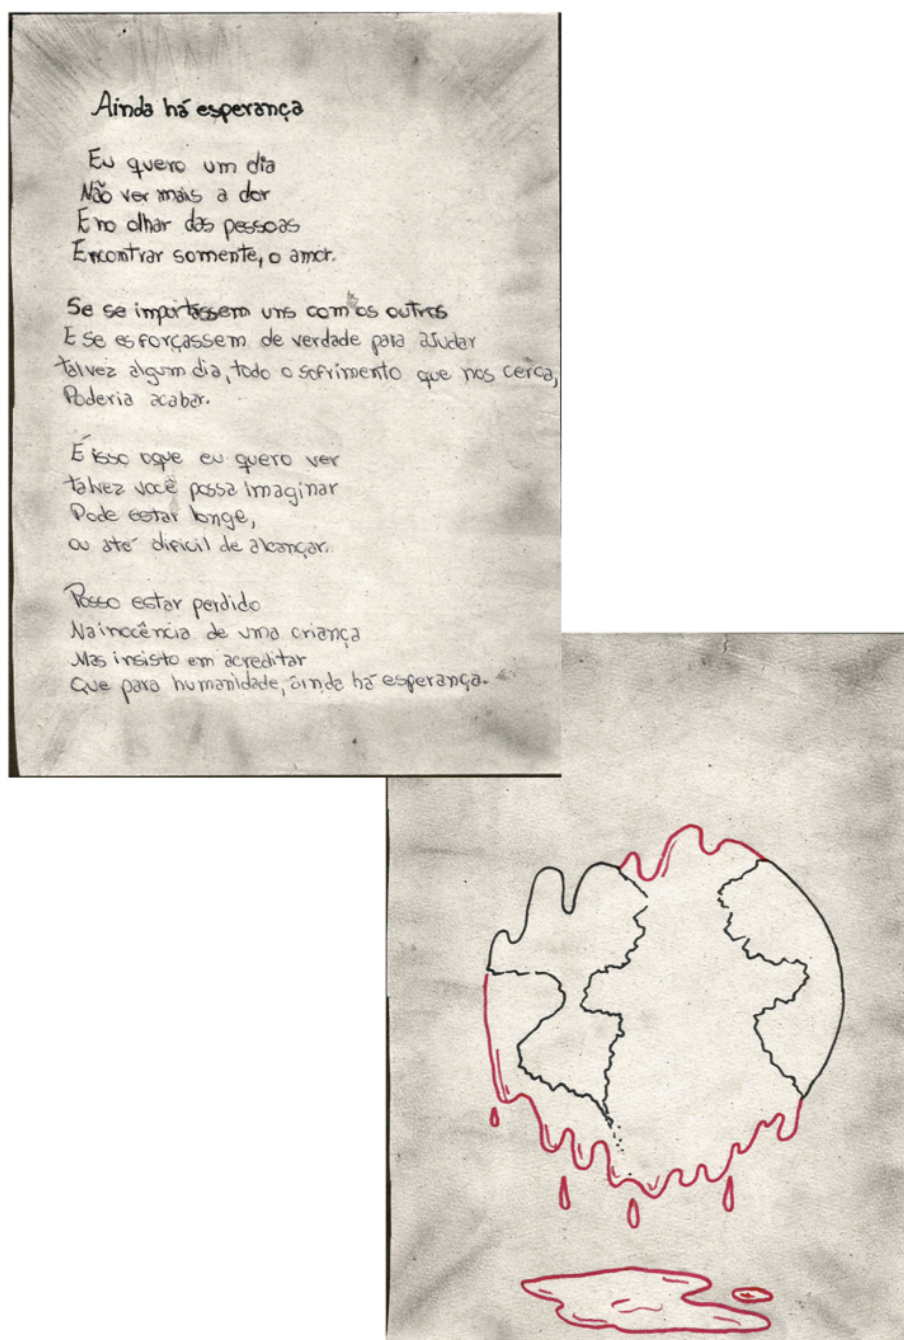 Ainda há esperança
Eu quero um dia
Não ver mais a dor
E no olhar das pessoas
Encontrar somente, o amor.
Se se importassem uns com os outros
E se esforçassem de verdade para ajudar
talvez algum dia, todo o sofrimento que nos cerca,
Poderia acabar.
É isso oque eu quero ver
talvez você possa imaginar
Pode estar longe,
ou até dificil de alcançar.
Posso estar perdido
Na inocência de uma criança
Mas insisto em acreditar
Que para humanidade, ainda há esperança.